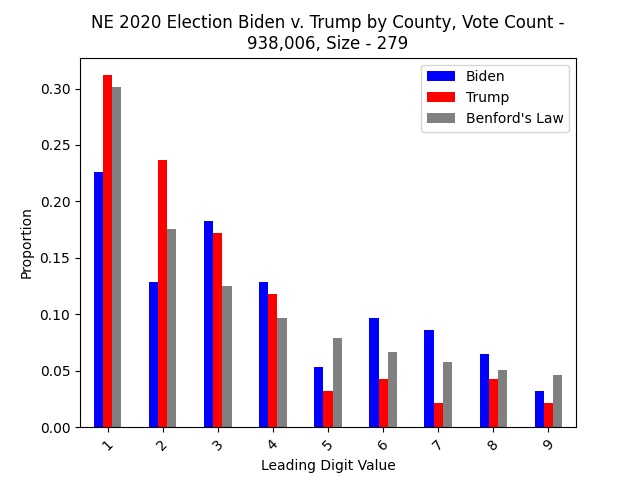 NE 2020 Election Biden v. Trump by County, Vote Count -
938,006, Size - 279
Biden
Trump
Benford's Law
0.30
0.25
0.20
0.15
0.10
0.05
0.00
Proportion
1 2 3 4 5 6 7 8 9
Leading Digit Value